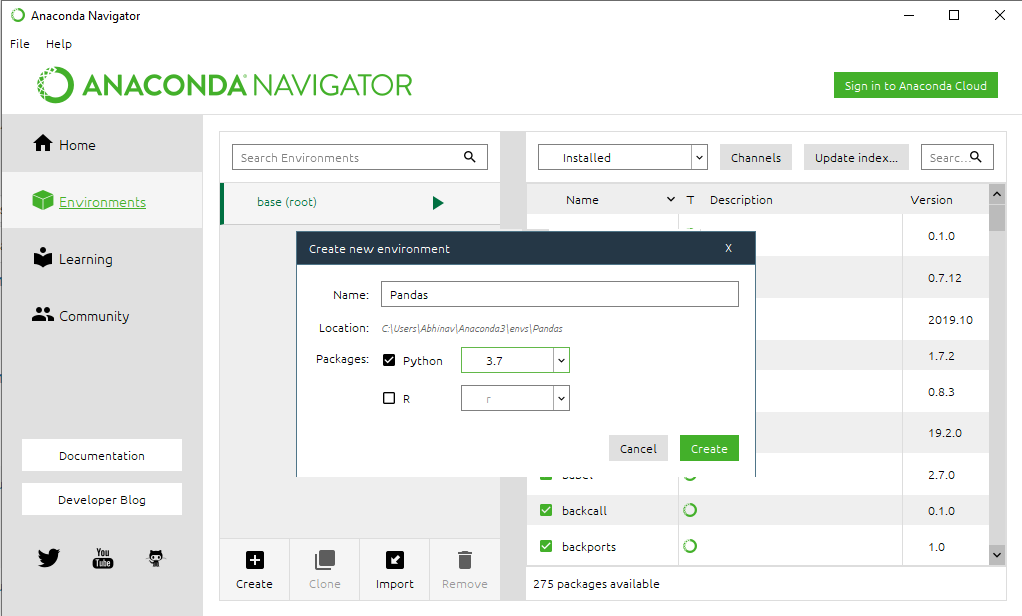 Anaconda Navigator
File Help
ANACONDA NAVIGATOR
Sign in to Anaconda Cloud
Home
Environments
Learning
Community
Documentation
Developer Blog
You Tube
Search Environments
base (root)
Create Clone Import Remove
Installed Channels Update index... Searc...
Name T Description Version
0.1.0
0.7.12
2019.10
1.7.2
0.8.3
19.2.0
2.7.0
backcall 0.1.0
backports 1.0
275 packages available
Create new environment X
Name: Pandas
Location: C:\Users\Abhinav\Anaconda3\envs\Pandas
Packages: Python 3.7
R r
Cancel Create